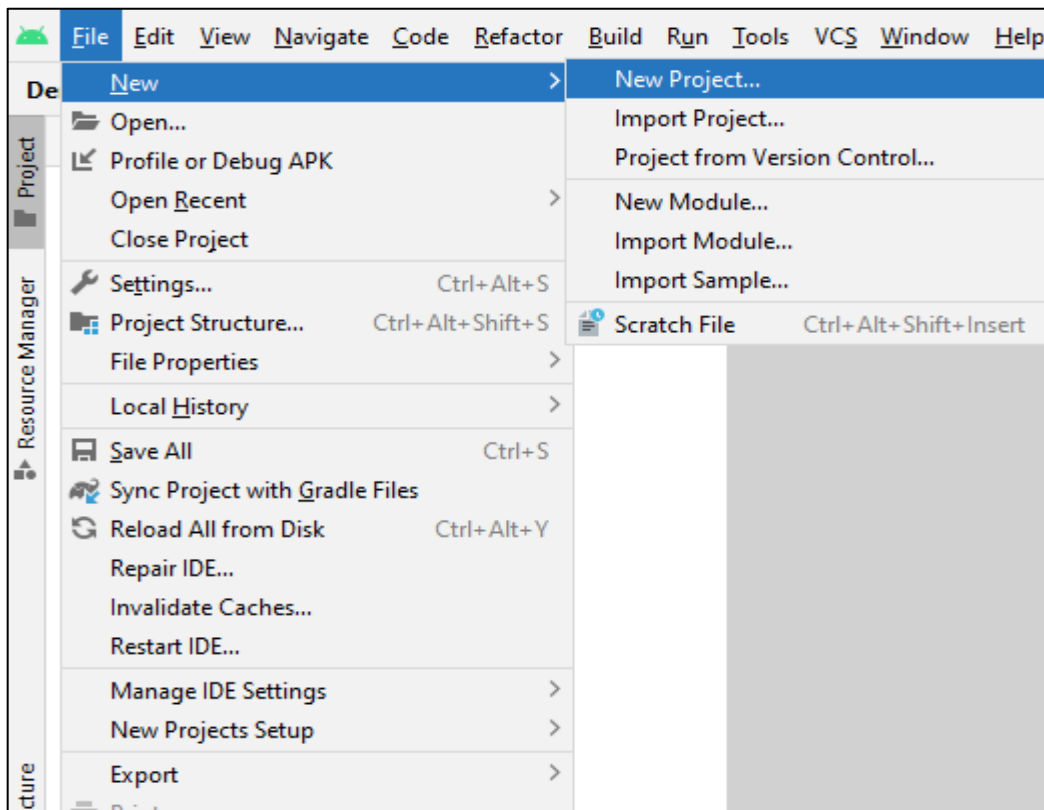 File Edit View Navigate Code Refactor Build Run Tools VCS Window Help
De
New
New Project...
Open...
Import Project...
Profile or Debug APK
Project from Version Control...
Open Recent
New Module...
Close Project
Import Module...
Settings... Ctrl+Alt+S
Import Sample...
Project Structure... Ctrl+Alt+Shift+S
Scratch File Ctrl+Alt+Shift+Insert
File Properties
Local History
Save All Ctrl+S
Sync Project with Gradle Files
Reload All from Disk Ctrl+Alt+Y
Repair IDE...
Invalidate Caches...
Restart IDE...
Manage IDE Settings
New Projects Setup
Export
Project
Resource Manager
cture